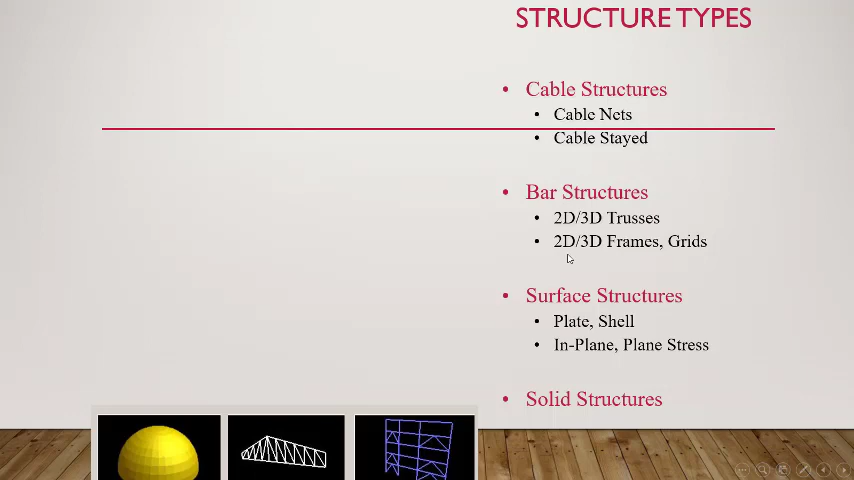 STRUCTURE TYPES
• Cable Structures
• Cable Nets
• Cable Stayed
• Bar Structures
• 2D/3D Trusses
• 2D/3D Frames, Grids
• Surface Structures
• Plate, Shell
• In-Plane, Plane Stress
• Solid Structures